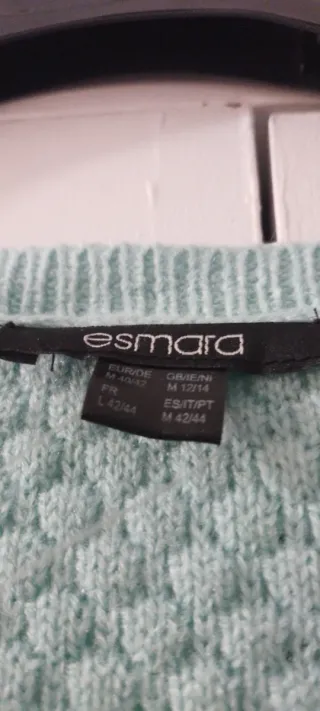 esmara
EUR/DE GB/IE/NI
M 40/42 M 12/14
FR ES/IT/PT
L 42/44 M 42/44